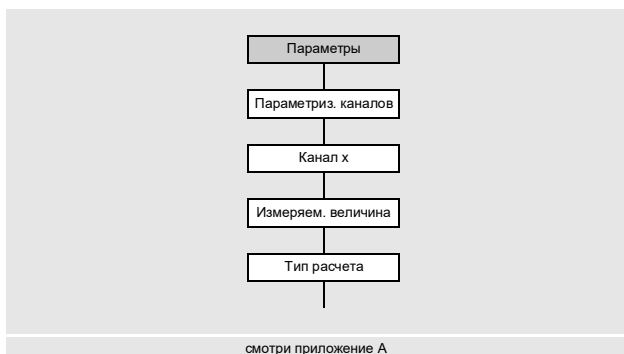 Параметры
Параметриз. каналов
Канал x
Измеряем. величина
Тип расчета
смотри приложение A